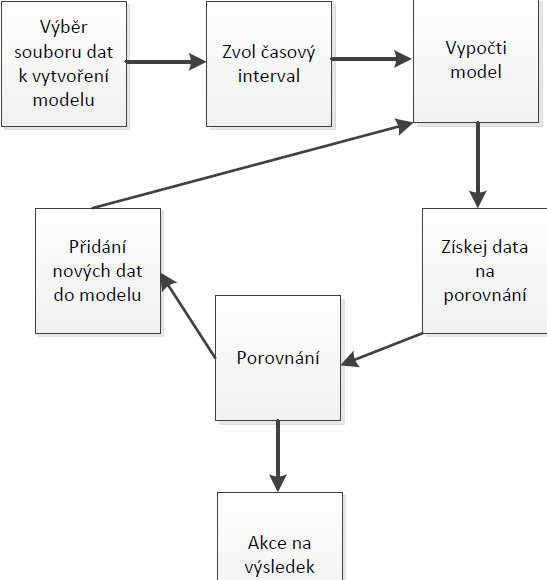 Výběr
souboru dat
k vytvoření
modelu
Zvol časový
interval
Vypočti
model
Přidání
nových dat
do modelu
Získej data
na
porovnání
Porovnání
Akce na
výsledek